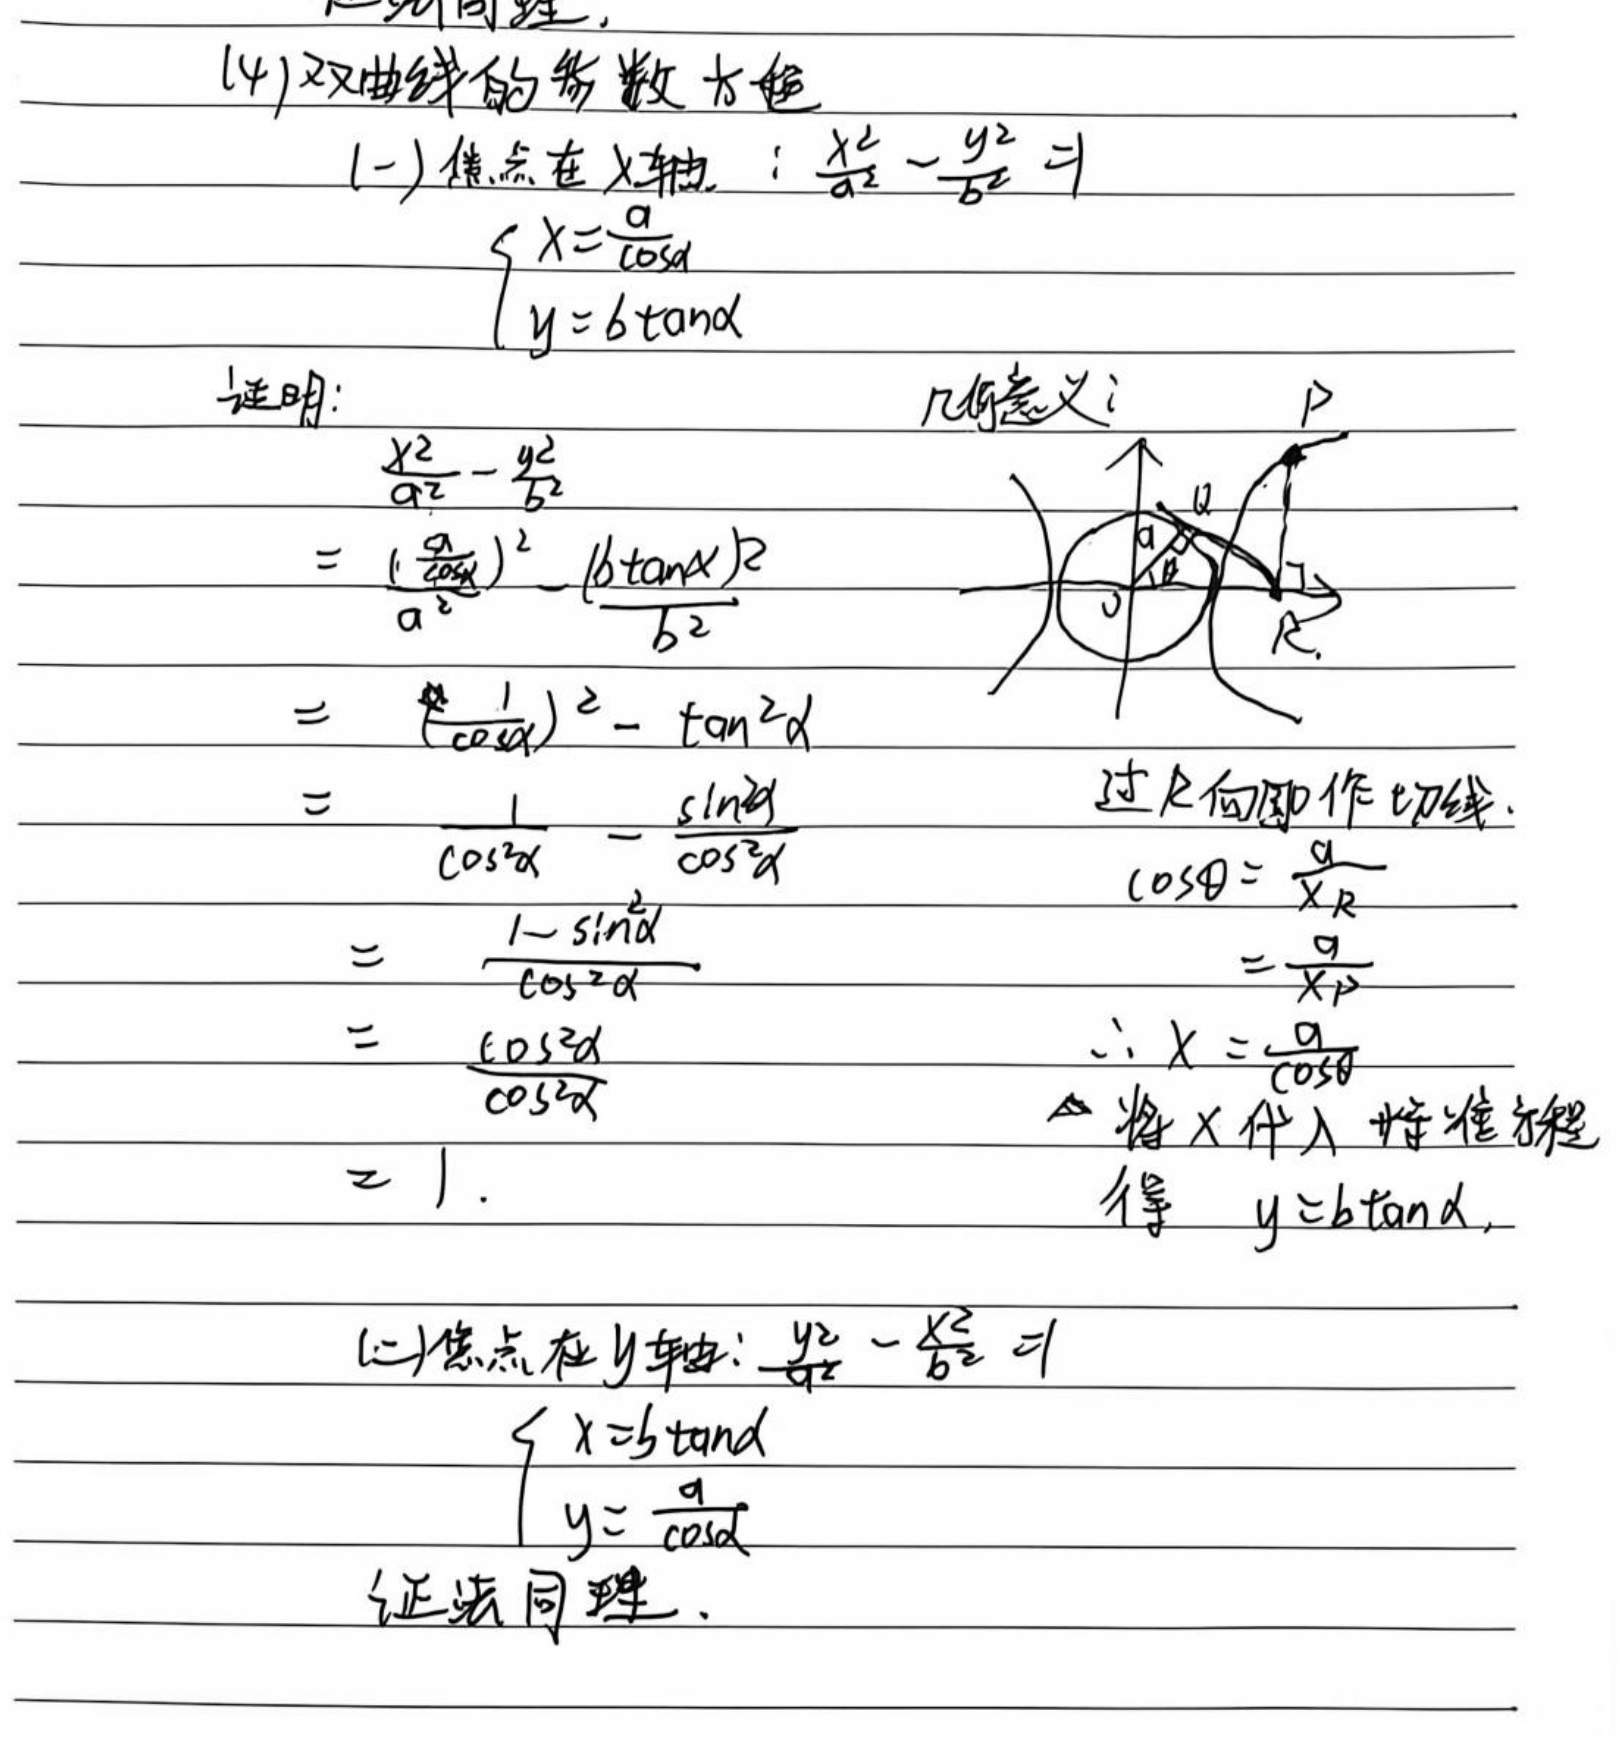 证法同理.
(4)双曲线的参数方程
(一)焦点在x轴：x²/a² - y²/b² =1
{ x=a/cosα
y=b tanα
证明:
x²/a² - y²/b²
= (a/cosα)²/a² - (b tanα)²/b²
= (1/cosα)² - tan²α
= 1/cos²α - sin²α/cos²α
= (1-sin²α)/cos²α
= cos²α/cos²α
= 1.
几何意义:
P
Q
a
θ
O
R.
过R向圆O作切线.
cosθ= a/x_R
= a/x_P
∴ x = a/cosθ
将x代入标准方程
得 y=b tanα,
(二)焦点在y轴: y²/a² - x²/b² =1
{ x=b tanα
y= a/cosα
证法同理.